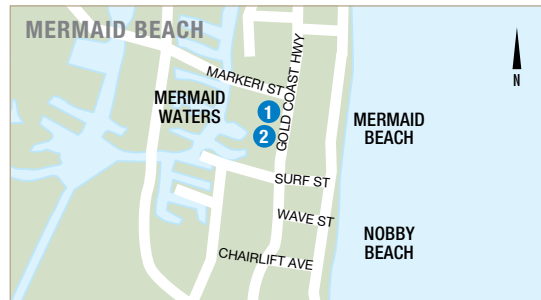 MERMAID BEACH
N
MARKERI ST
GOLD COAST HWY
MERMAID
WATERS
1
2
MERMAID
BEACH
SURF ST
WAVE ST
NOBBY
BEACH
CHAIRLIFT AVE